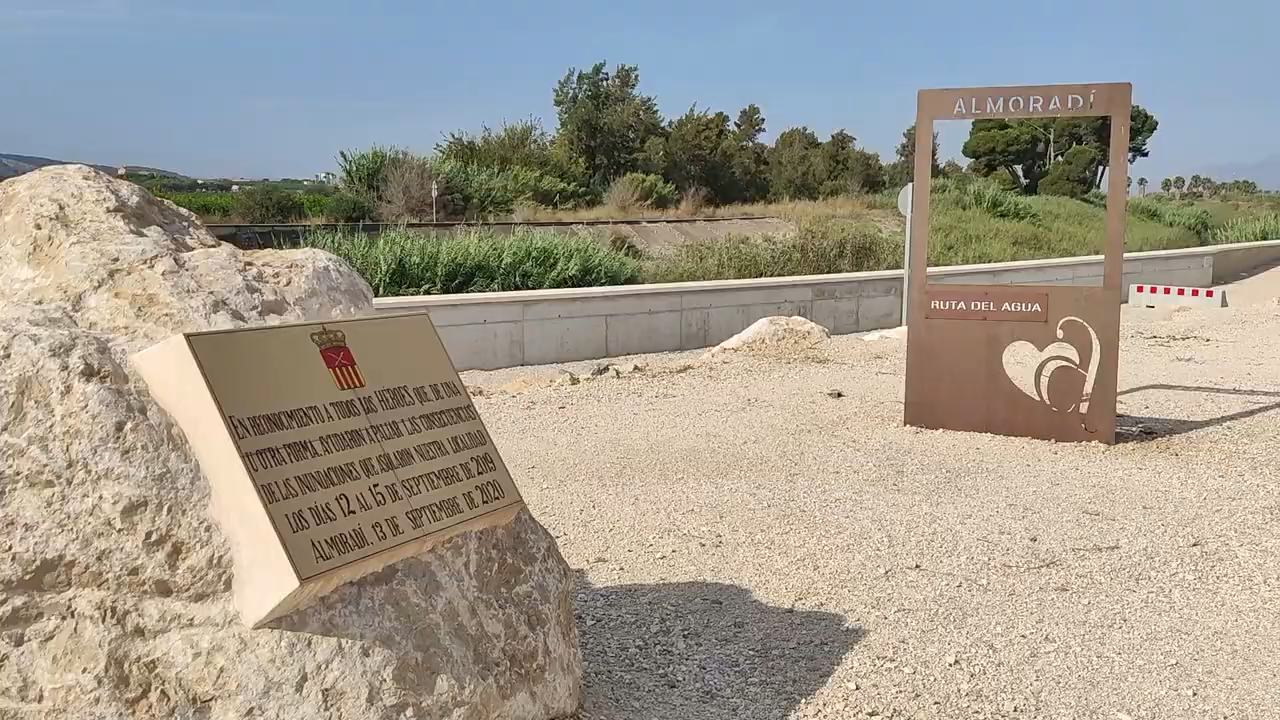 EN RECONOCIMIENTO A TODOS LOS HÉROES QUE DE UNA
U OTRA FORMA, AYUDARON A PALIAR LAS CONSECUENCIAS
DE LAS INUNDACIONES QUE ASOLARON NUESTRA LOCALIDAD
LOS DÍAS 12 AL 15 DE SEPTIEMBRE DE 2019
ALMORADÍ, 13 DE SEPTIEMBRE DE 2020
ALMORADÍ
RUTA DEL AGUA